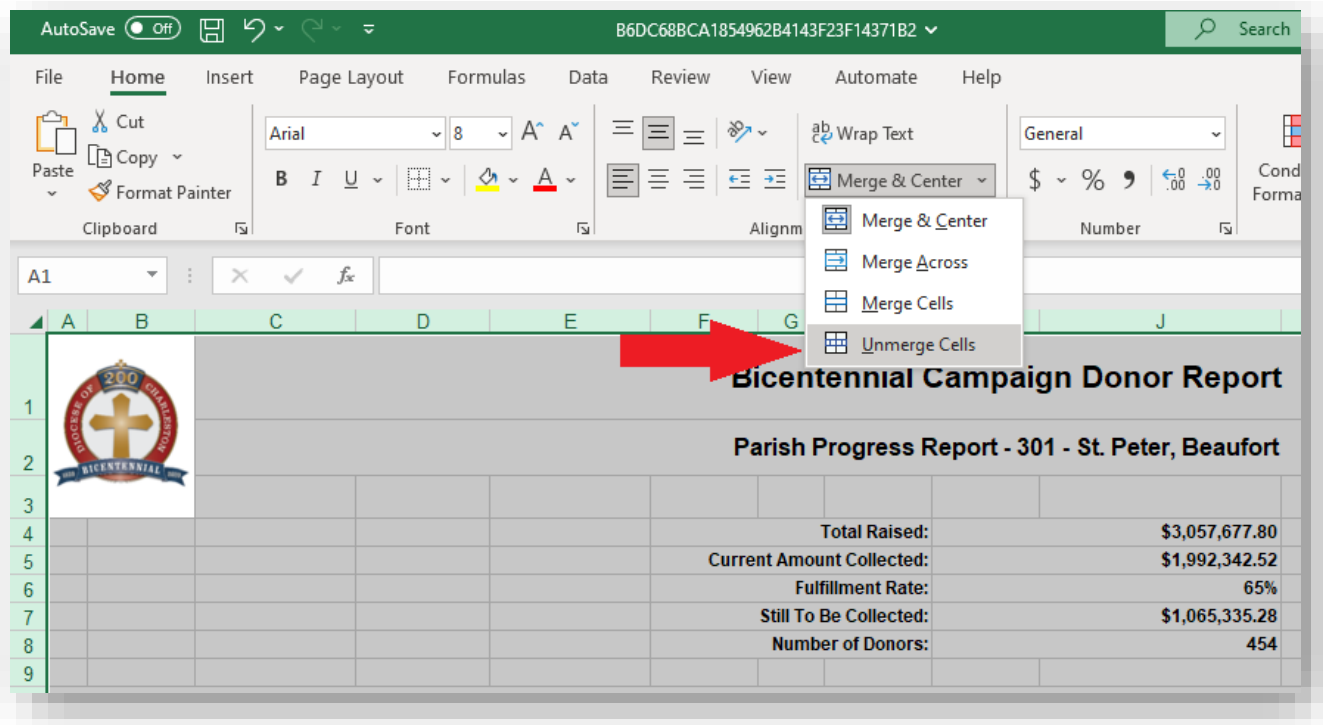 AutoSave Off B6DC68BCA1854962B4143F23F14371B2 Search
File Home Insert Page Layout Formulas Data Review View Automate Help
Paste
Cut
Copy
Format Painter
Clipboard
Arial 8 A^ A˅
B I U A
Font
ab Wrap Text
Merge & Center
Alignm
General
$ % 9 .00 .00
Number
Cond
Forma
Merge & Center
Merge Across
Merge Cells
Unmerge Cells
A1 fx
A B C D E F G J
1 Bicentennial Campaign Donor Report
2 Parish Progress Report - 301 - St. Peter, Beaufort
DIOCESE OF CHARLESTON
200
BICENTENNIAL
3
4 Total Raised: $3,057,677.80
5 Current Amount Collected: $1,992,342.52
6 Fulfillment Rate: 65%
7 Still To Be Collected: $1,065,335.28
8 Number of Donors: 454
9